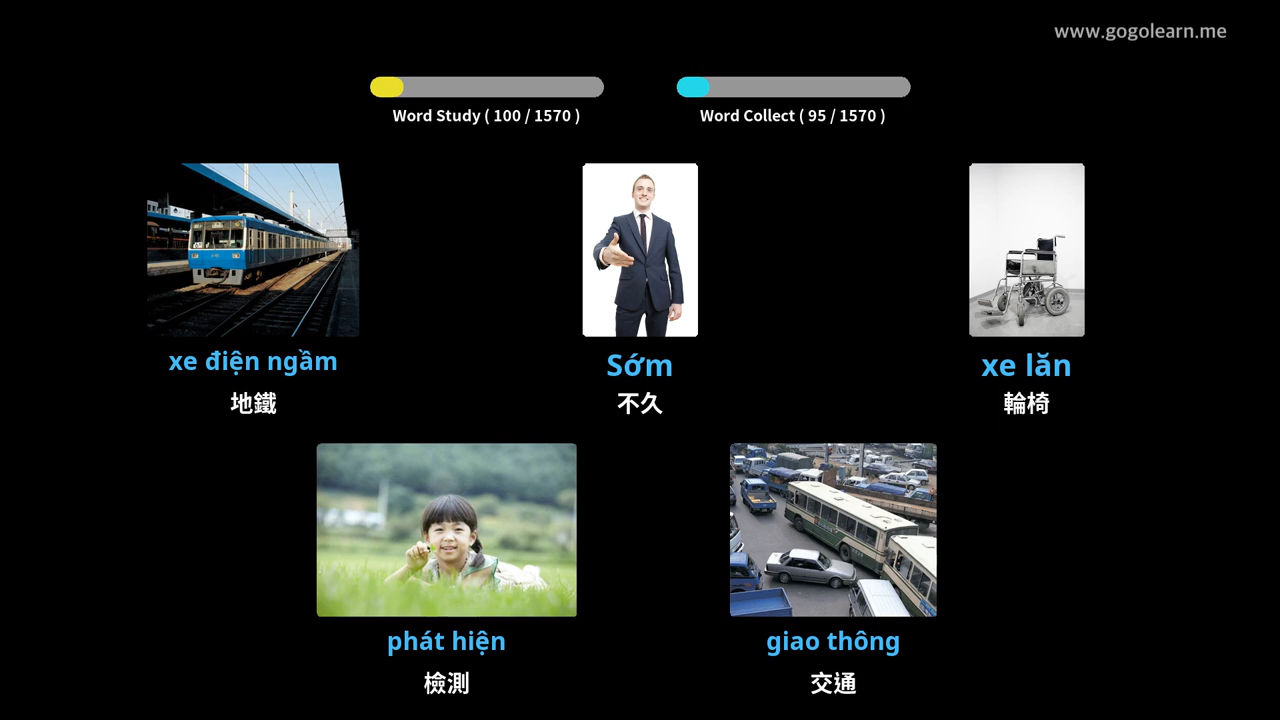 www.gogolearn.me
Word Study ( 100 / 1570 )
Word Collect ( 95 / 1570 )
xe điện ngầm
地鐵
Sớm
不久
xe lăn
輪椅
phát hiện
檢測
giao thông
交通